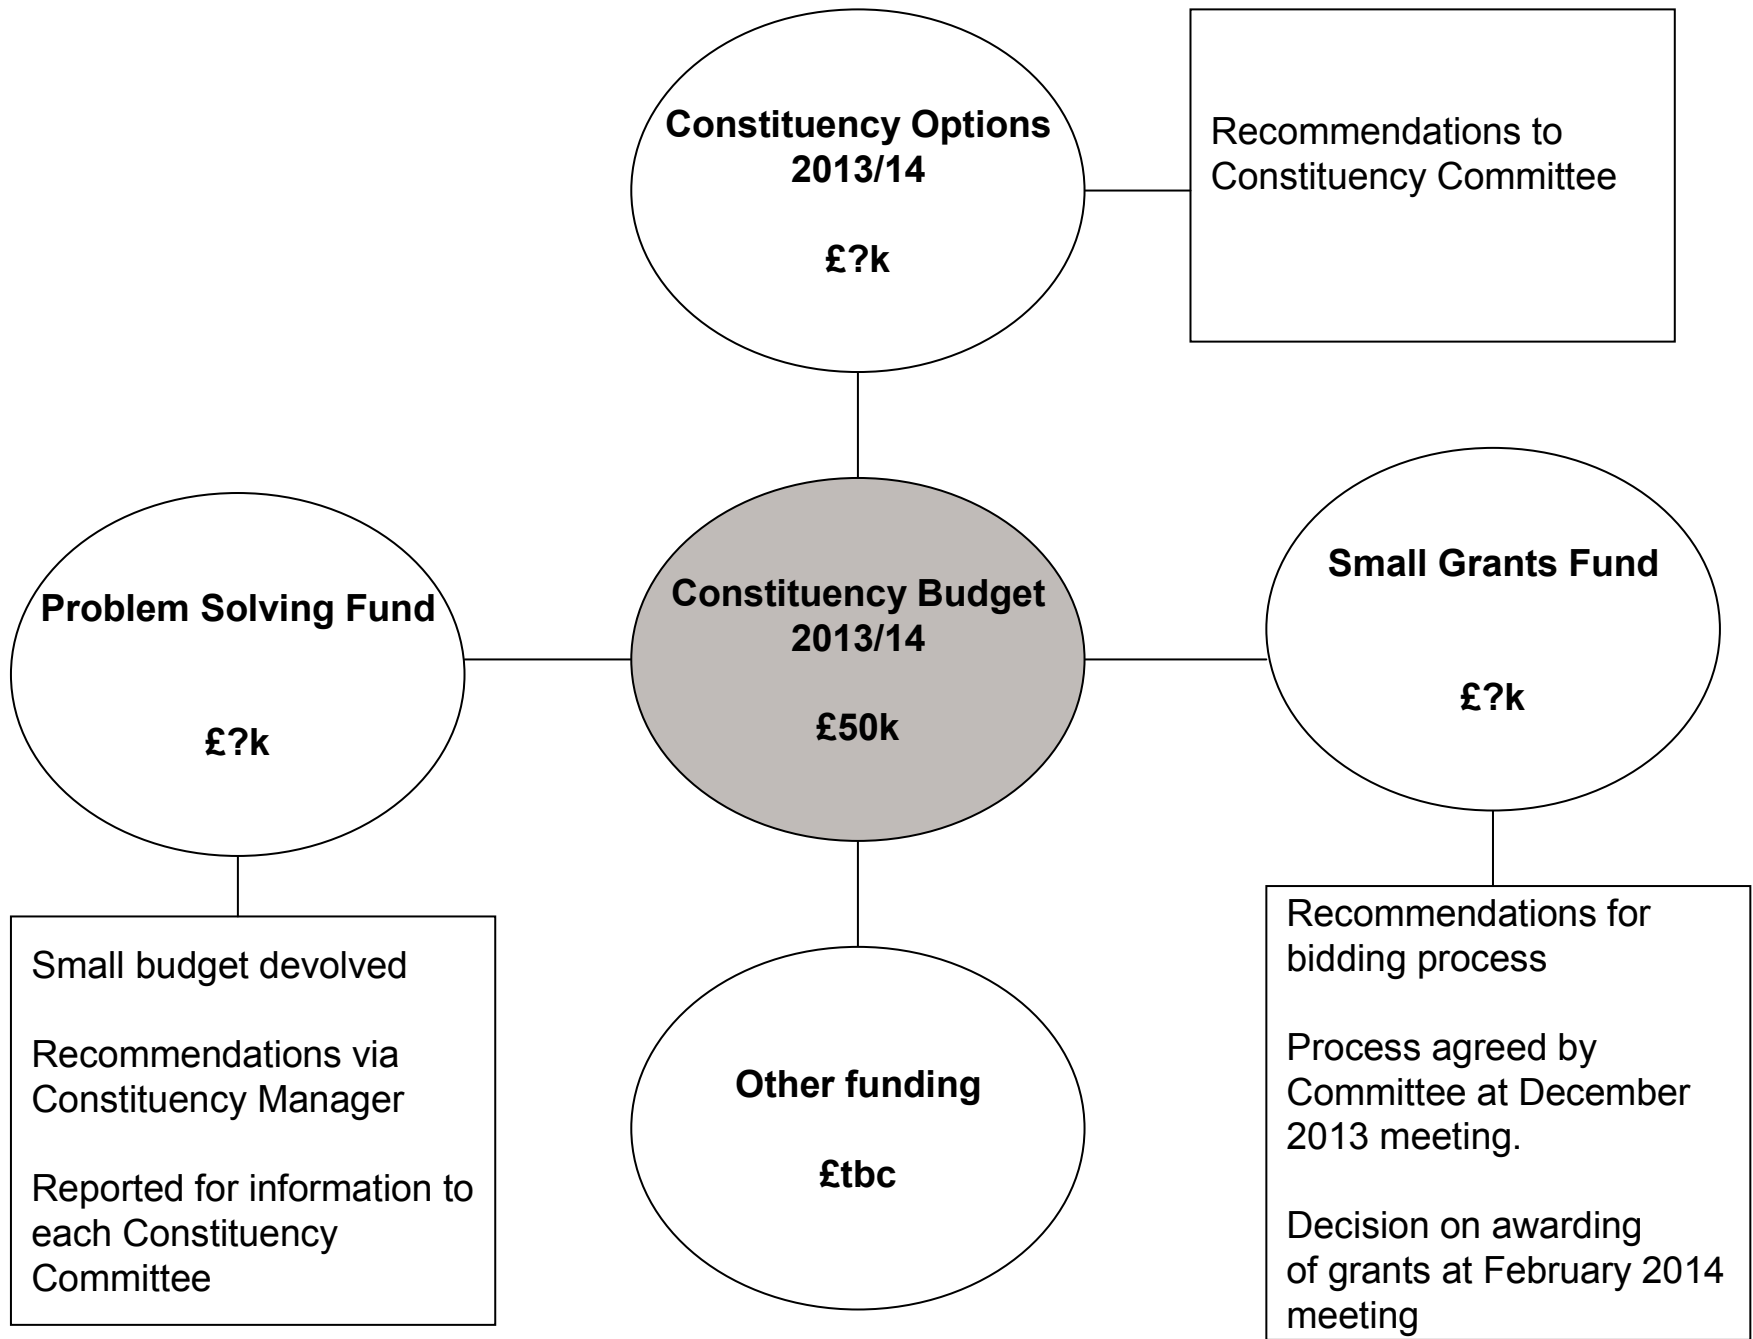 Constituency Options
2013/14
£?k
Recommendations to
Constituency Committee
Problem Solving Fund
£?k
Constituency Budget
2013/14
£50k
Small Grants Fund
£?k
Small budget devolved
Recommendations via
Constituency Manager
Reported for information to
each Constituency
Committee
Other funding
£tbc
Recommendations for
bidding process
Process agreed by
Committee at December
2013 meeting.
Decision on awarding
of grants at February 2014
meeting